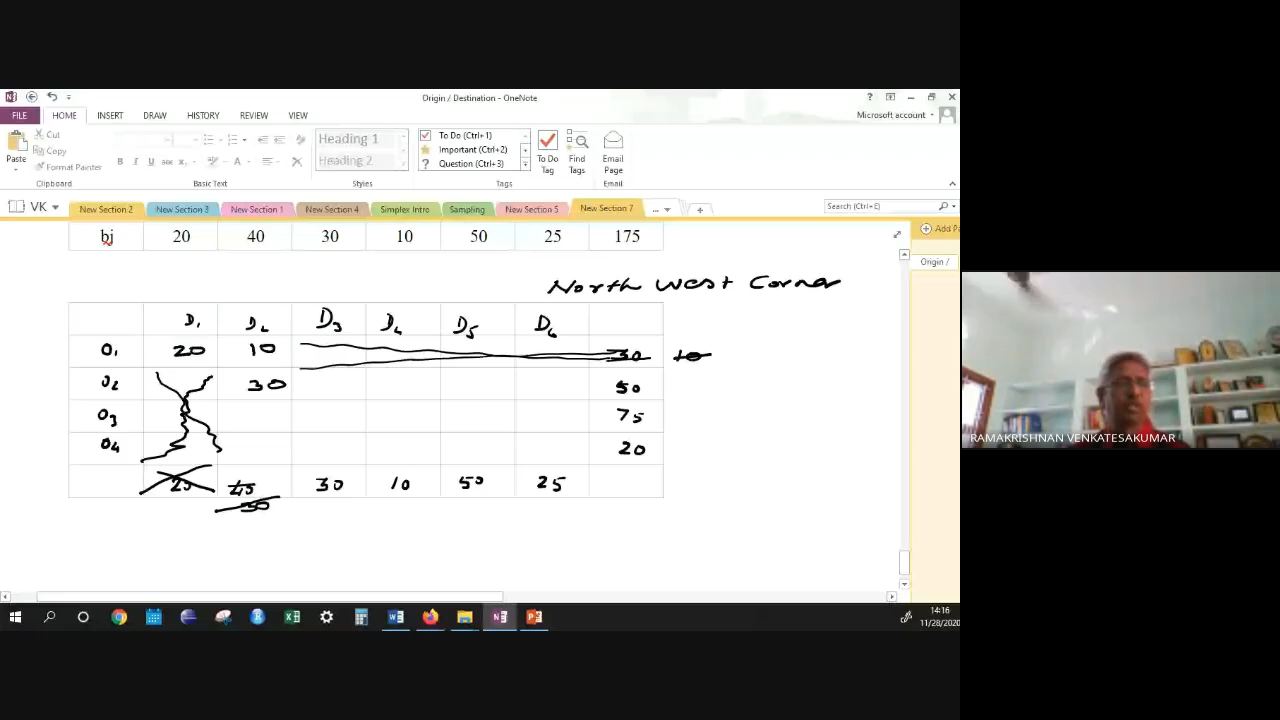 Origin / Destination - OneNote
FILE HOME INSERT DRAW HISTORY REVIEW VIEW
Microsoft account
Paste
Cut
Copy
Format Painter
Heading 1
Heading 2
To Do (Ctrl+1)
Important (Ctrl+2)
Question (Ctrl+3)
To Do Tag
Find Tags
Email Page
Clipboard Basic Text Styles Tags Email
VK New Section 2 New Section 3 New Section 1 New Section 4 Simplex Intro Sampling New Section 5 New Section 7
Search (Ctrl+E)
Add Pa
Origin /
bj 20 40 30 10 50 25 175
North West Corner
D1 D2 D3 D4 D5 D6
O1 20 10 30 10
O2 30 50
O3 75
O4 20
20 40 30 10 50 25
30
RAMAKRISHNAN VENKATESAKUMAR
14:16
11/28/2020